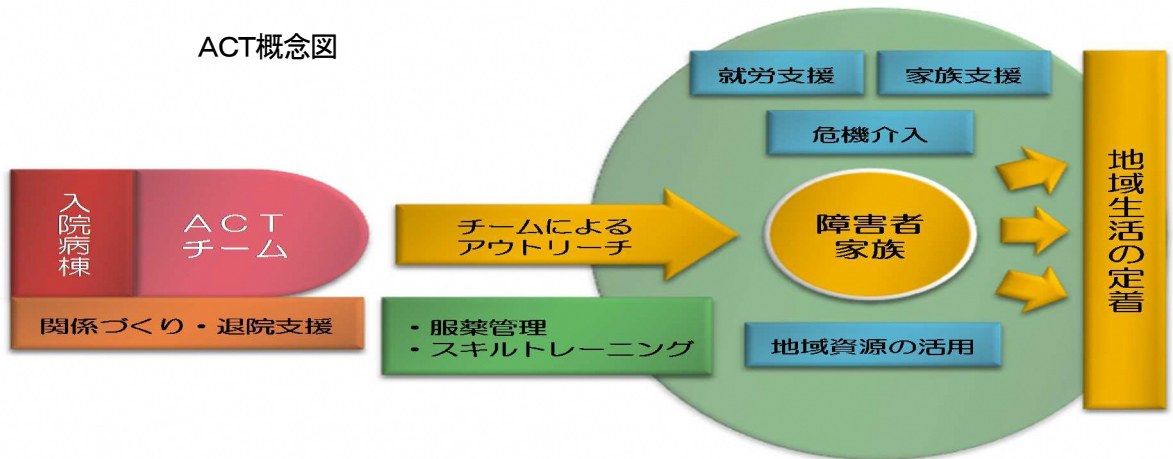 ACT概念図
入院病棟
ACT
チーム
関係づくり・退院支援
チームによる
アウトリーチ
・服薬管理
・スキルトレーニング
就労支援
家族支援
危機介入
障害者
家族
地域資源の活用
地域生活の定着